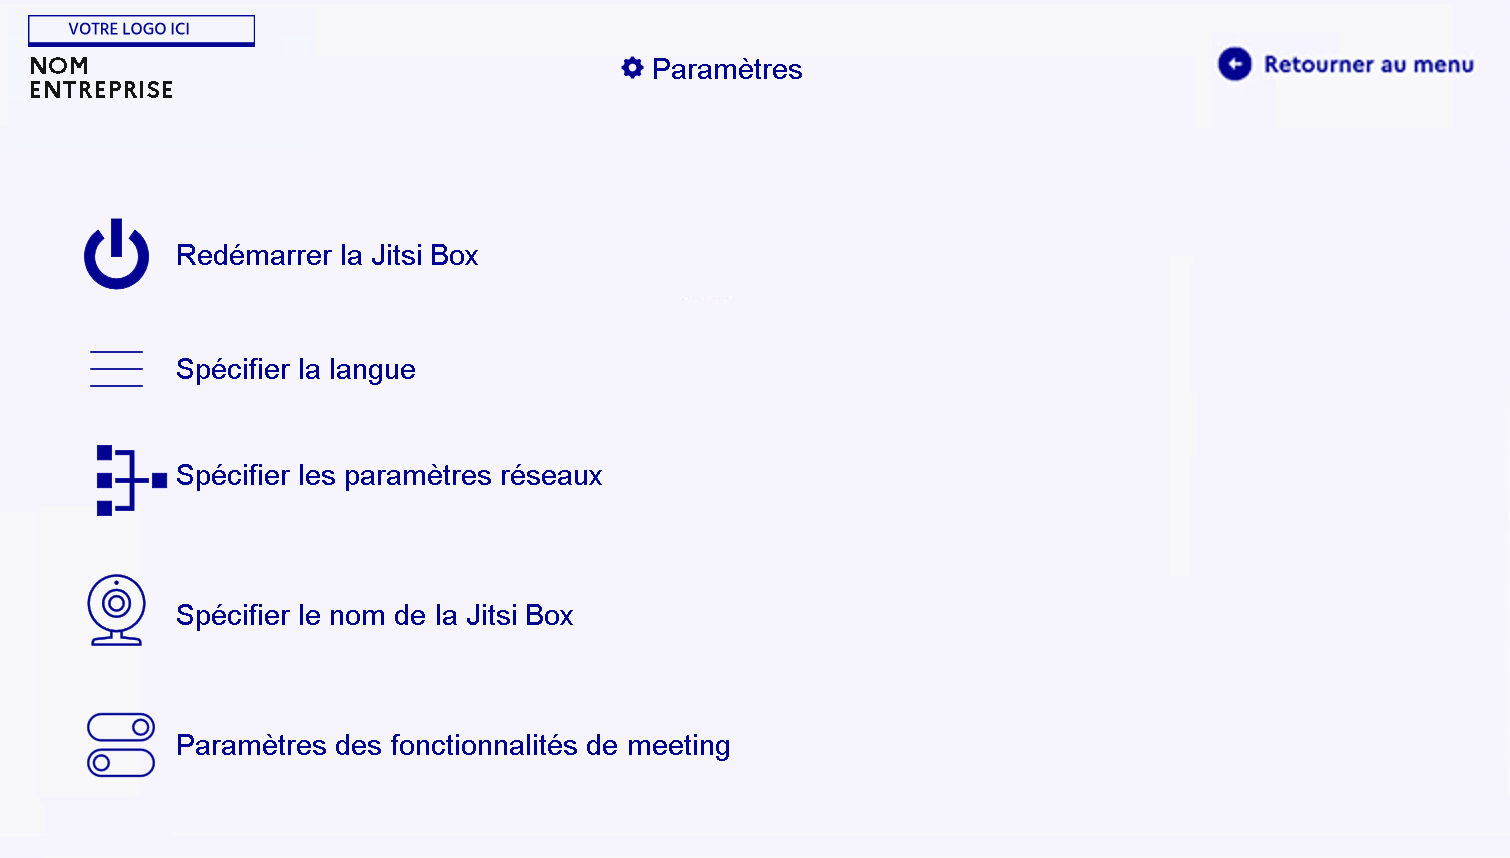 VOTRE LOGO ICI
NOM
ENTREPRISE
Paramètres
Retourner au menu
Redémarrer la Jitsi Box
Spécifier la langue
Spécifier les paramètres réseaux
Spécifier le nom de la Jitsi Box
Paramètres des fonctionnalités de meeting